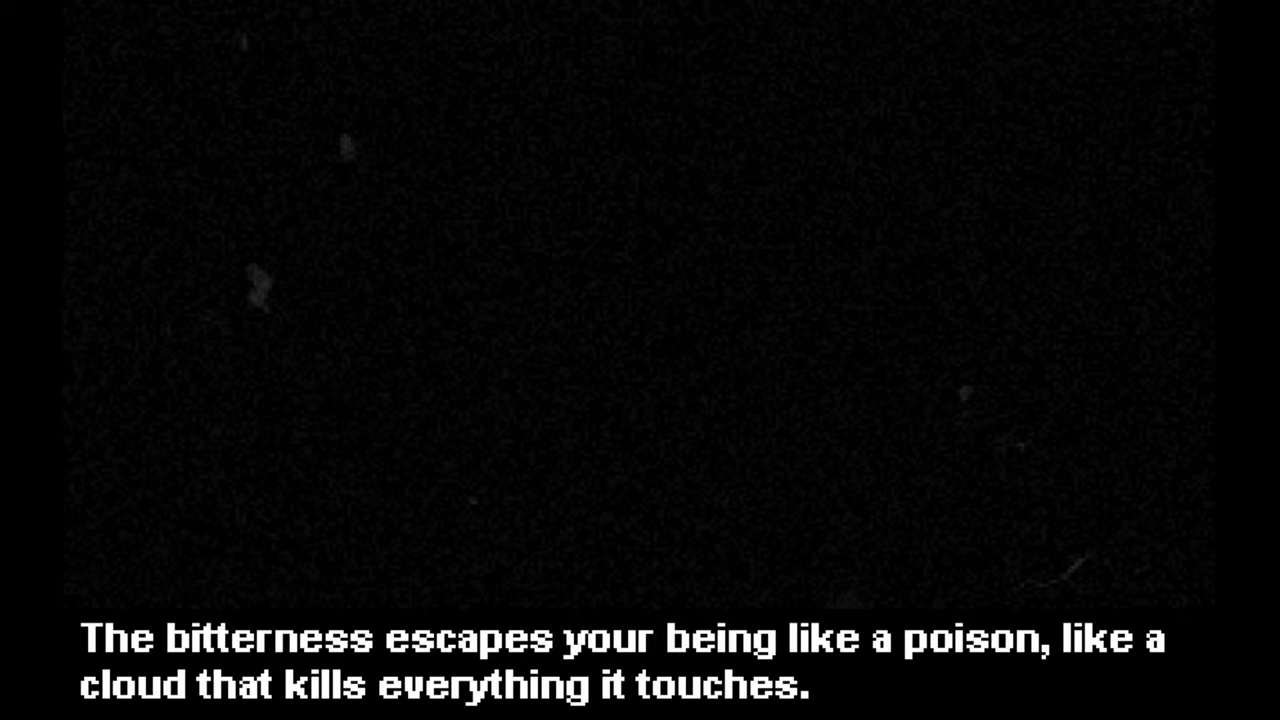 The bitterness escapes your being like a poison, like a
cloud that kills everything it touches.